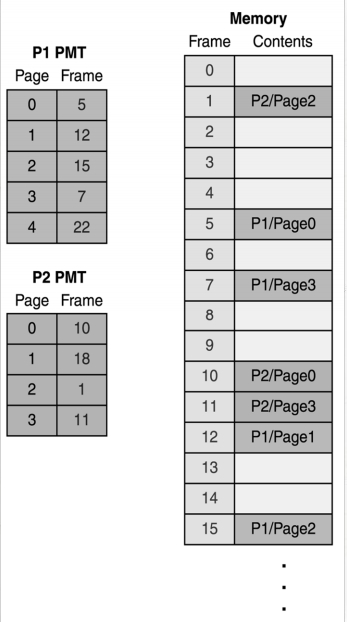 P1 PMT
Page Frame
0 5
1 12
2 15
3 7
4 22
P2 PMT
Page Frame
0 10
1 18
2 1
3 11
Memory
Frame Contents
0
1 P2/Page2
2
3
4
5 P1/Page0
6
7 P1/Page3
8
9
10 P2/Page0
11 P2/Page3
12 P1/Page1
13
14
15 P1/Page2
.
.
.